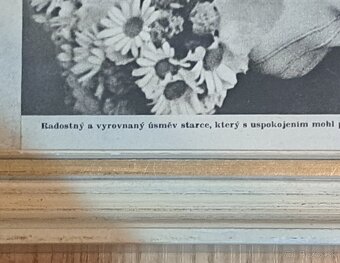 Radostný a vyrovnaný úsměv starce, který s uspokojením mohl